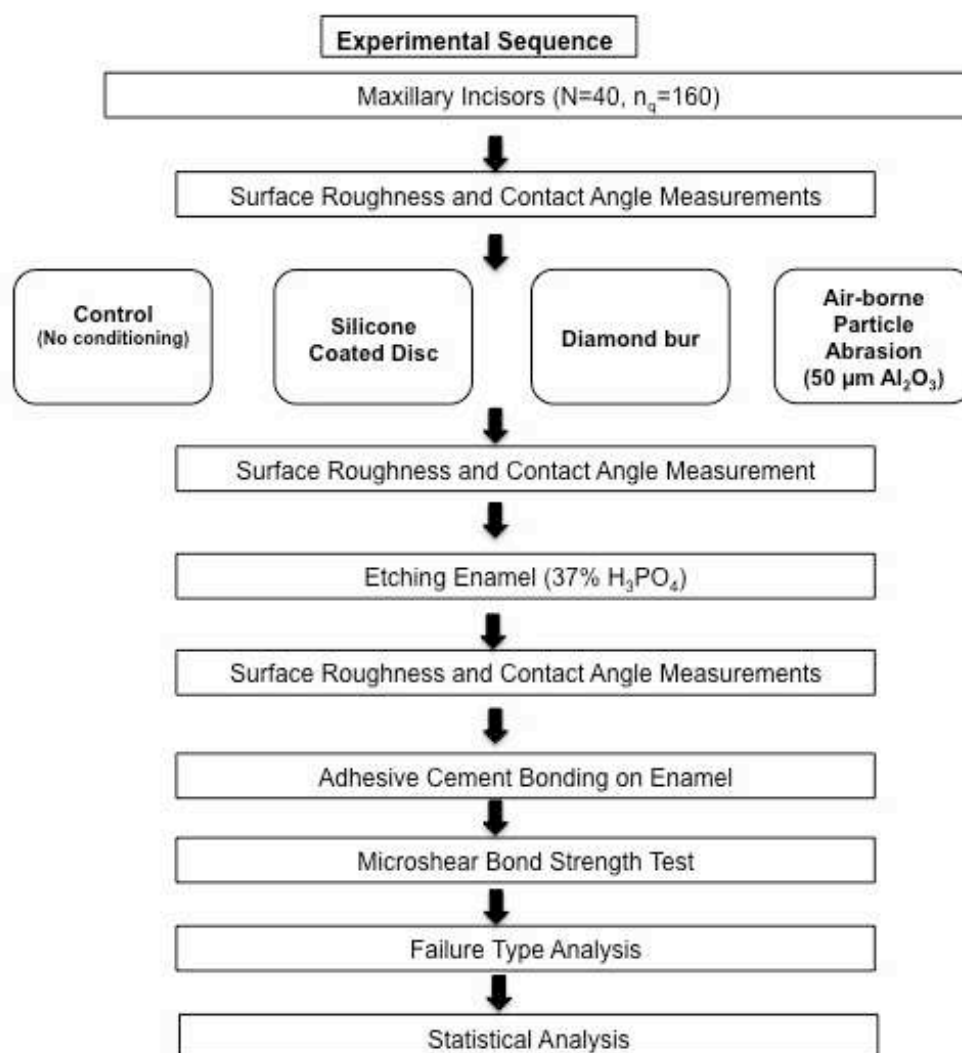 Experimental Sequence
Maxillary Incisors (N=40, nq=160)
Surface Roughness and Contact Angle Measurements
Control
(No conditioning)
Silicone
Coated Disc
Diamond bur
Air-borne
Particle
Abrasion
(50 µm Al₂O₃)
Surface Roughness and Contact Angle Measurement
Etching Enamel (37% H₃PO₄)
Surface Roughness and Contact Angle Measurements
Adhesive Cement Bonding on Enamel
Microshear Bond Strength Test
Failure Type Analysis
Statistical Analysis